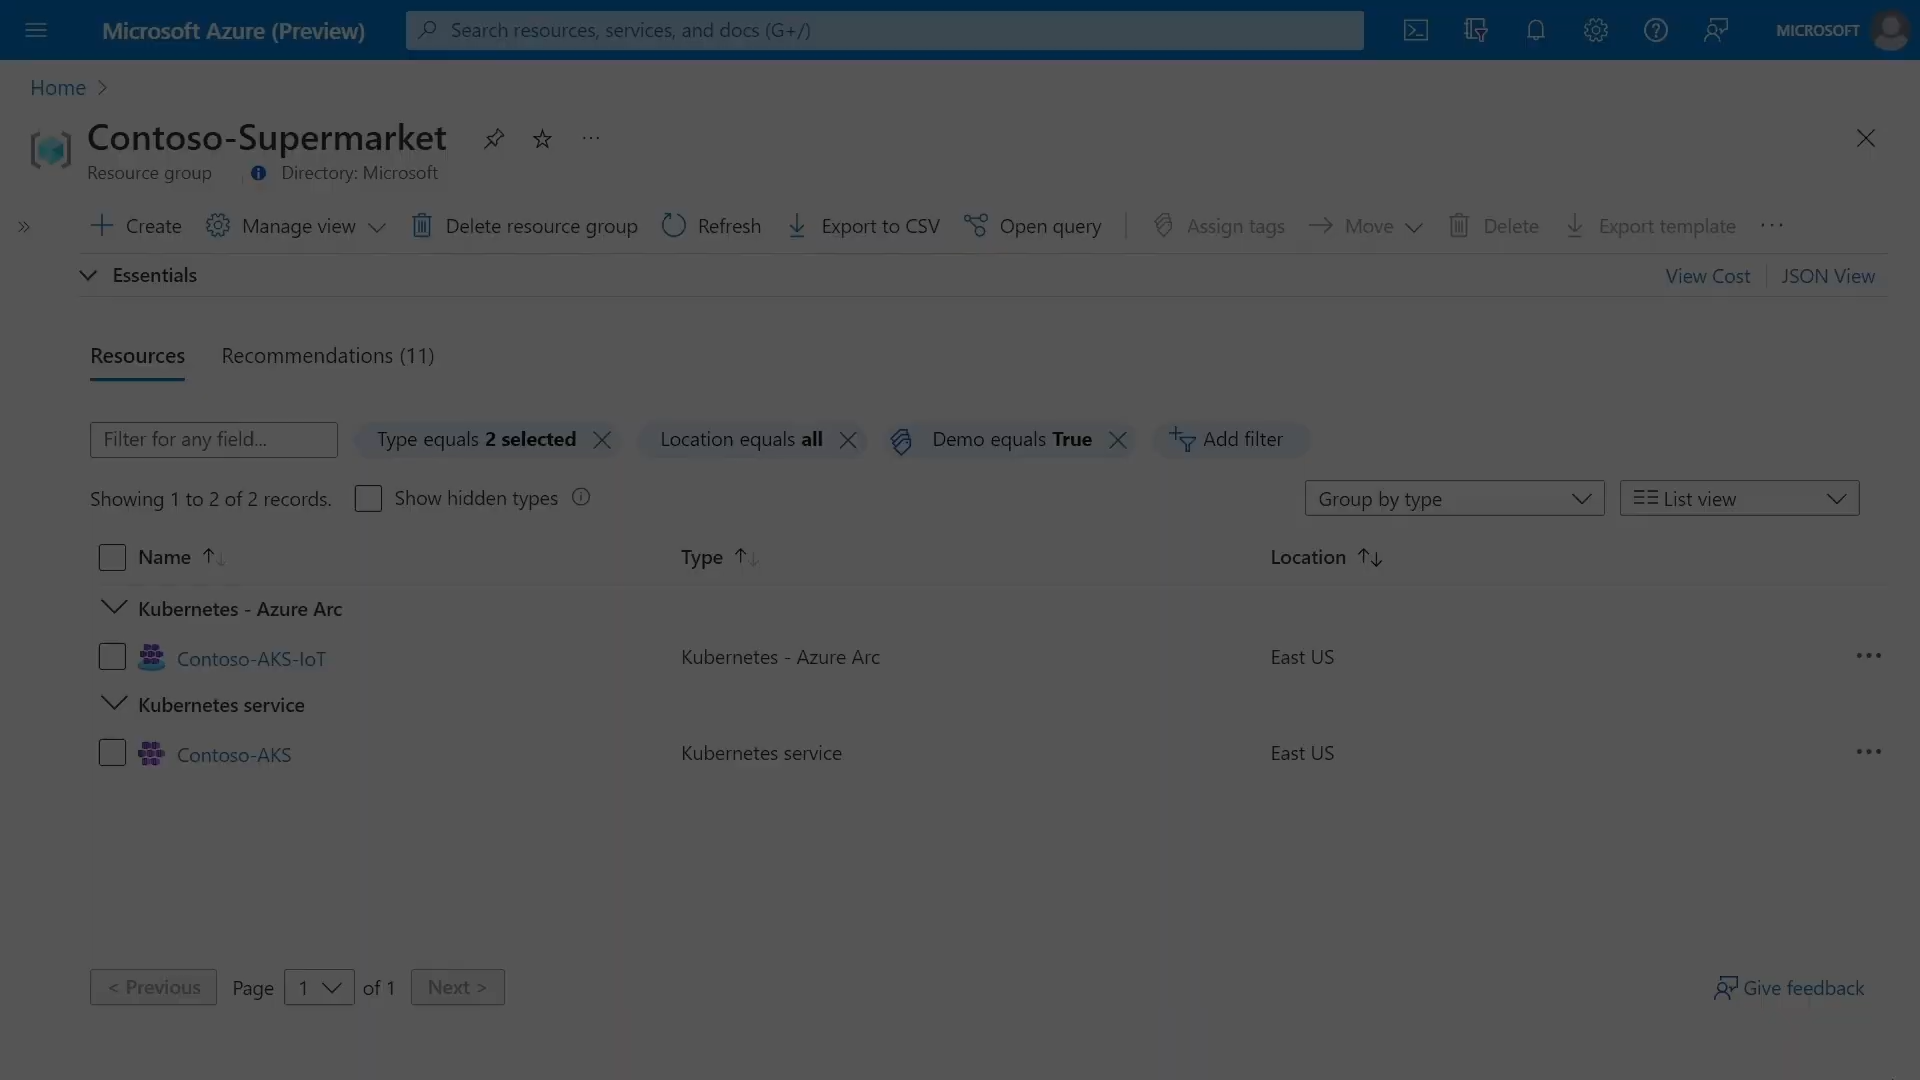 Microsoft Azure (Preview)
Search resources, services, and docs (G+/)
MICROSOFT
Home
Contoso-Supermarket
Resource group
Directory: Microsoft
Create
Manage view
Delete resource group
Refresh
Export to CSV
Open query
Assign tags
Move
Delete
Export template
Essentials
View Cost
JSON View
Resources
Recommendations (11)
Filter for any field...
Type equals 2 selected
Location equals all
Demo equals True
Add filter
Showing 1 to 2 of 2 records.
Show hidden types
Group by type
List view
Name
Type
Location
Kubernetes - Azure Arc
Contoso-AKS-IoT
Kubernetes - Azure Arc
East US
Kubernetes service
Contoso-AKS
Kubernetes service
East US
< Previous
Page
1
of 1
Next >
Give feedback